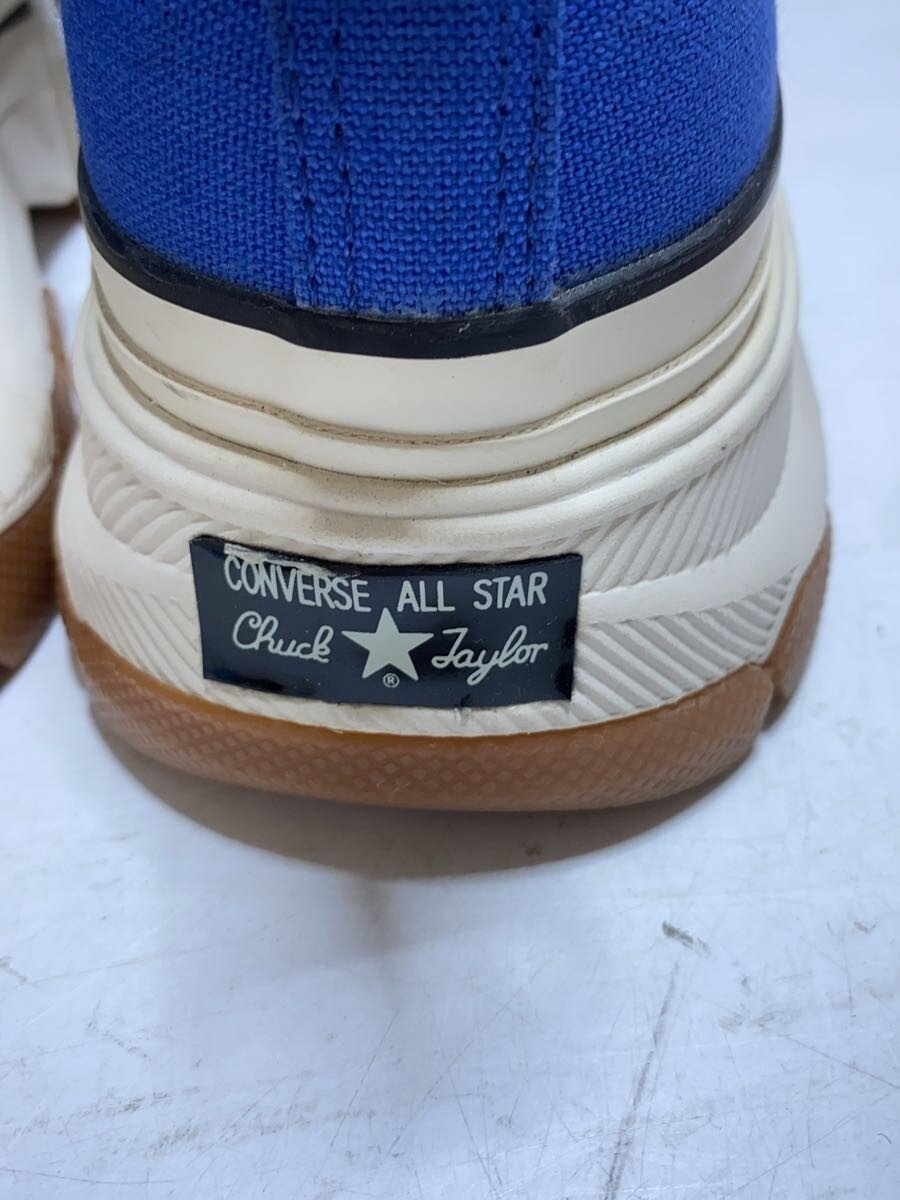 CONVERSE ALL STAR
Chuck ★ Taylor
®